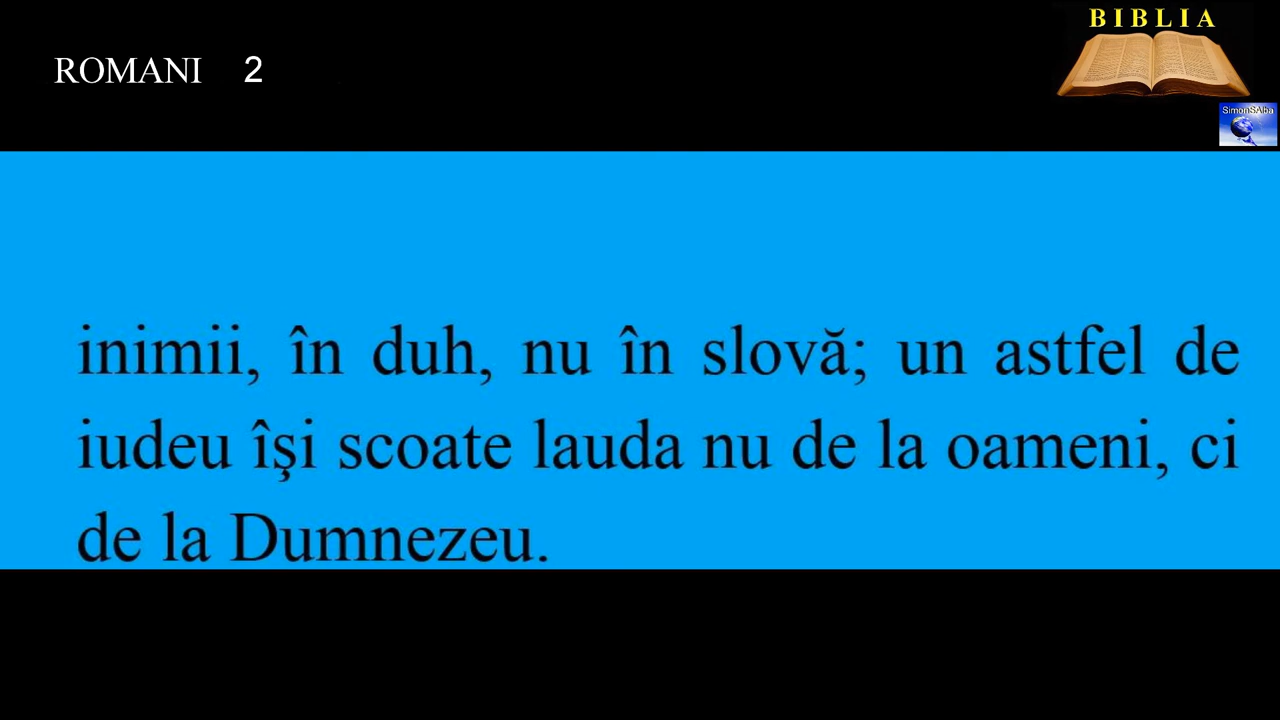 BIBLIA
ROMANI 2
SimonSAlba
inimii, în duh, nu în slovă; un astfel de
iudeu îşi scoate lauda nu de la oameni, ci
de la Dumnezeu.